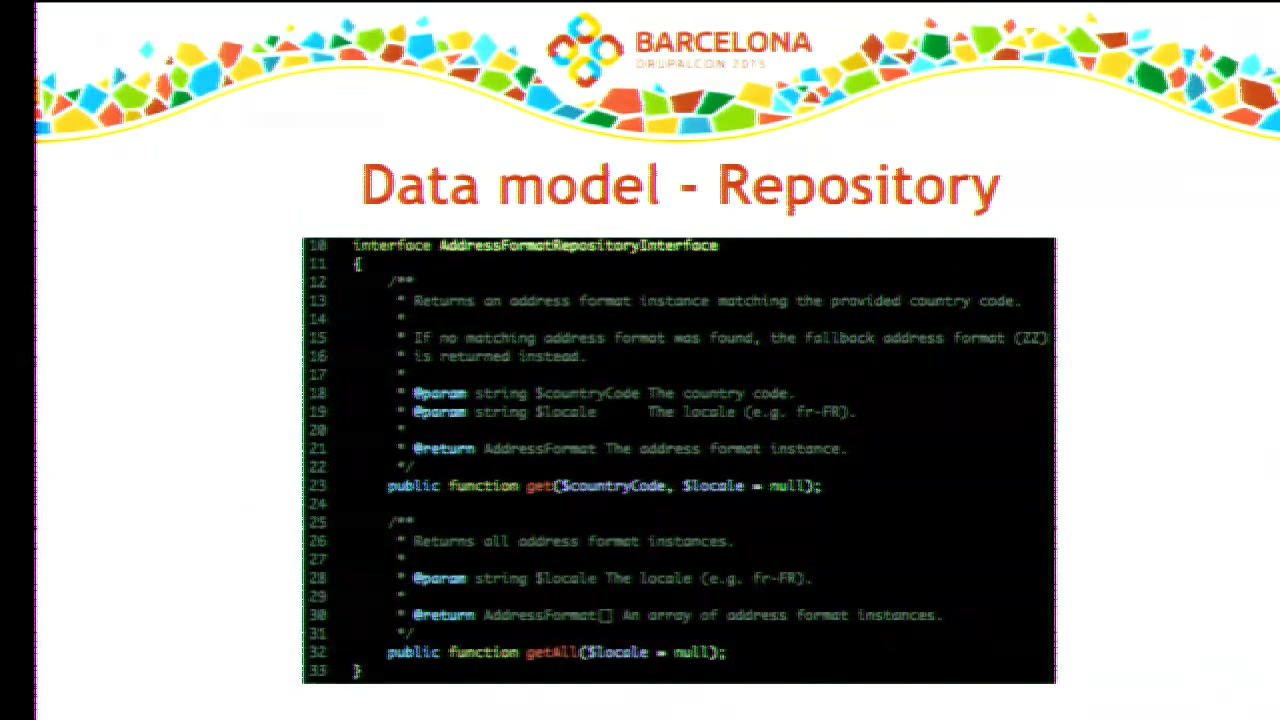 BARCELONA
DRUPALCON 2015
Data model - Repository
10 interface AddressFormatRepositoryInterface
11 {
12 /**
13 * Returns an address format instance matching the provided country code.
14 *
15 * If no matching address format was found, the fallback address format (ZZ)
16 * is returned instead.
17 *
18 * @param string $countryCode The country code.
19 * @param string $locale The locale (e.g. fr-FR).
20 *
21 * @return AddressFormat The address format instance.
22 */
23 public function get($countryCode, $locale = null);
24
25 /**
26 * Returns all address format instances.
27 *
28 * @param string $locale The locale (e.g. fr-FR).
29 *
30 * @return AddressFormat[] An array of address format instances.
31 */
32 public function getAll($locale = null);
33 }